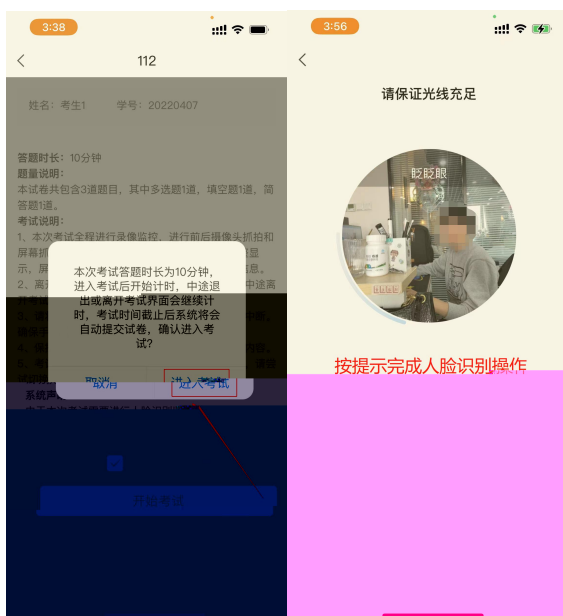 3:38
112
姓名：考生1 学号：20220407
答题时长：10分钟
题量说明：
本试卷共包含3道题目，其中多选题1道，填空题1道，简
答题1道。
考试说明：
1、本次考试全程进行录像监控，进行前后摄像头抓拍和
本次考试答题时长为10分钟，
进入考试后开始计时，中途退
出或离开考试界面会继续计
时，考试时间截止后系统将会
自动提交试卷，确认进入考
试？
取消 进入考试
开始考试
3:56
请保证光线充足
眨眨眼
按提示完成人脸识别操作